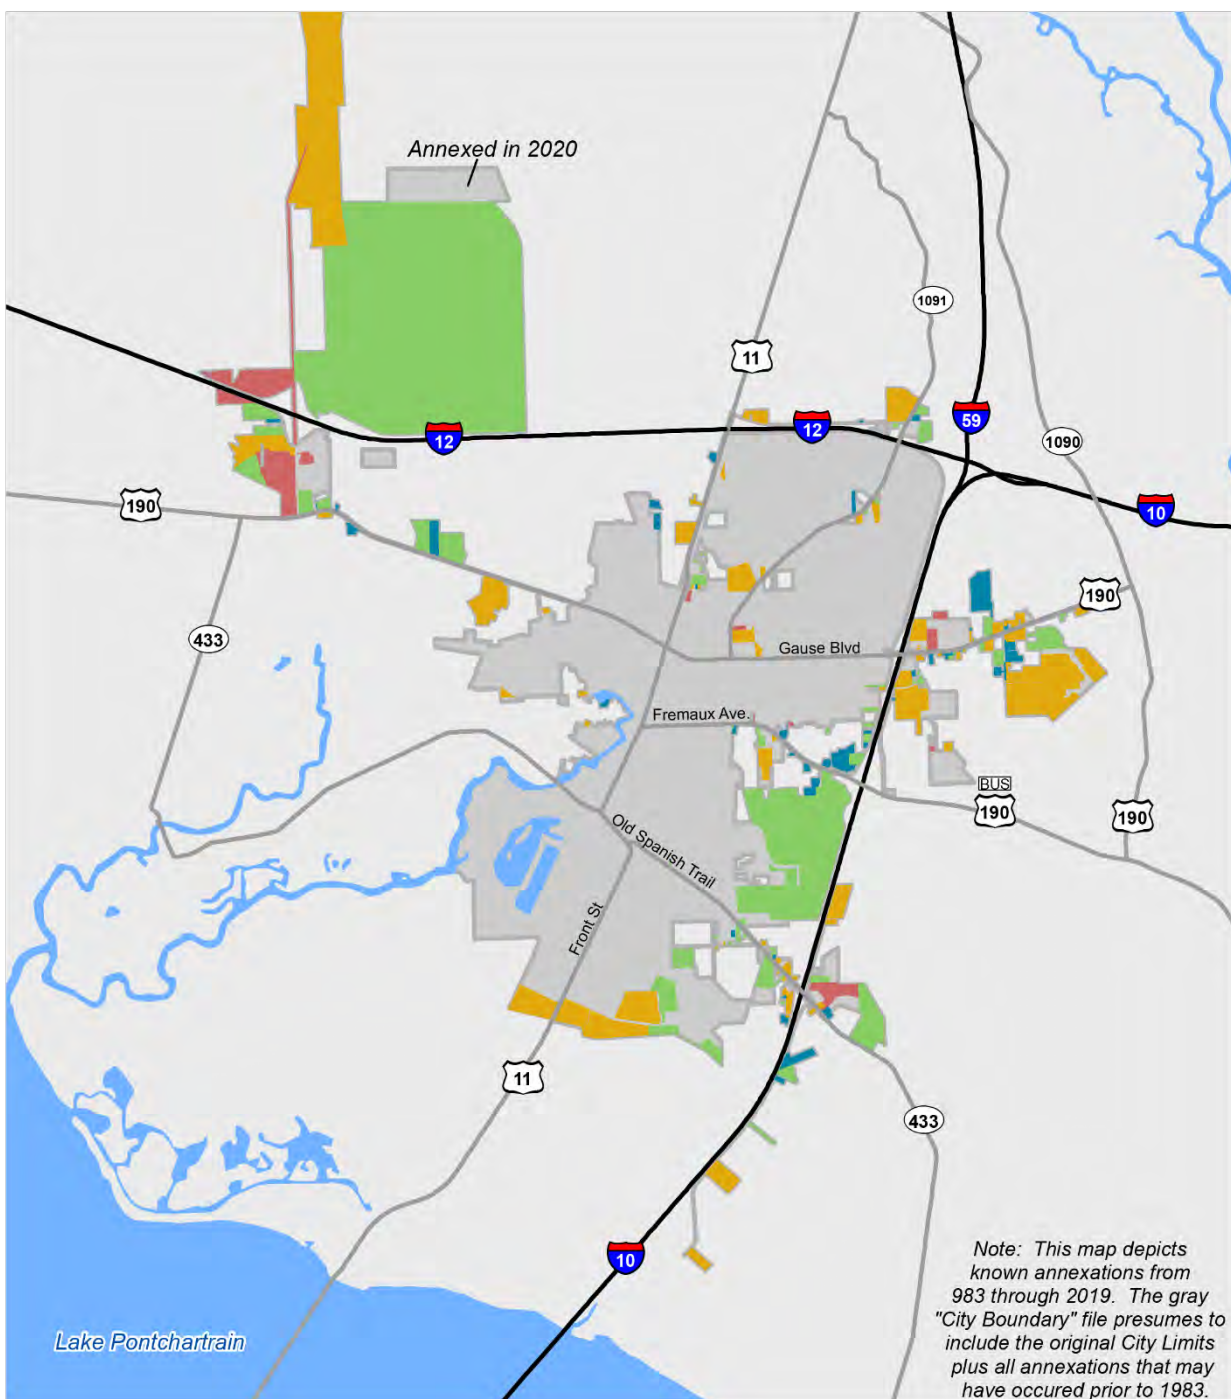 Annexed in 2020
1091
11
59
12
12
1090
190
10
190
433
Gause Blvd
Fremaux Ave.
BUS
190
190
Old Spanish Trail
Front St
11
433
10
Note: This map depicts
known annexations from
983 through 2019. The gray
"City Boundary" file presumes to
include the original City Limits
plus all annexations that may
have occured prior to 1983.
Lake Pontchartrain